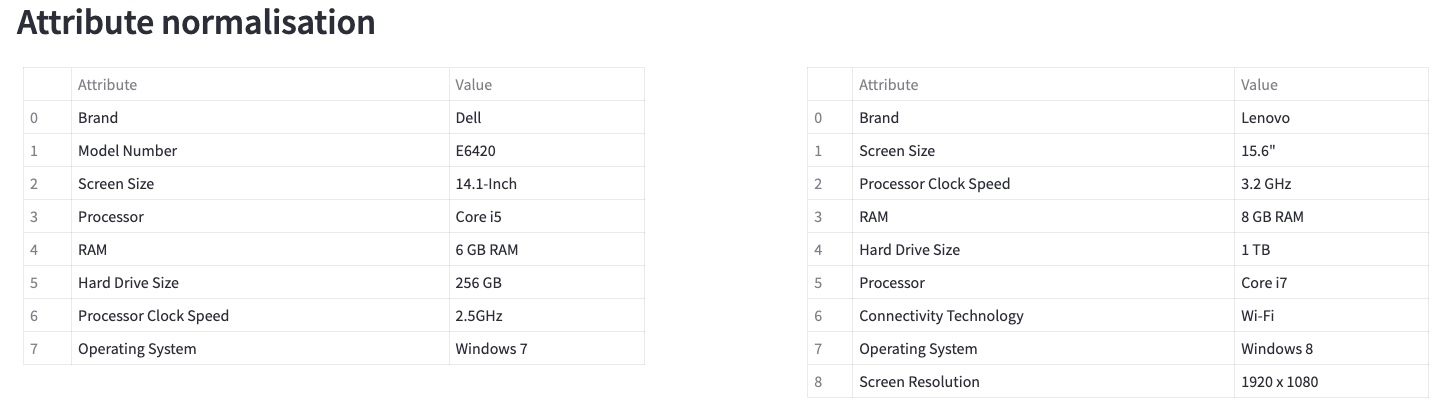 Attribute normalisation
Attribute Value
0 Brand Dell
1 Model Number E6420
2 Screen Size 14.1-Inch
3 Processor Core i5
4 RAM 6 GB RAM
5 Hard Drive Size 256 GB
6 Processor Clock Speed 2.5GHz
7 Operating System Windows 7
Attribute Value
0 Brand Lenovo
1 Screen Size 15.6"
2 Processor Clock Speed 3.2 GHz
3 RAM 8 GB RAM
4 Hard Drive Size 1 TB
5 Processor Core i7
6 Connectivity Technology Wi-Fi
7 Operating System Windows 8
8 Screen Resolution 1920 x 1080